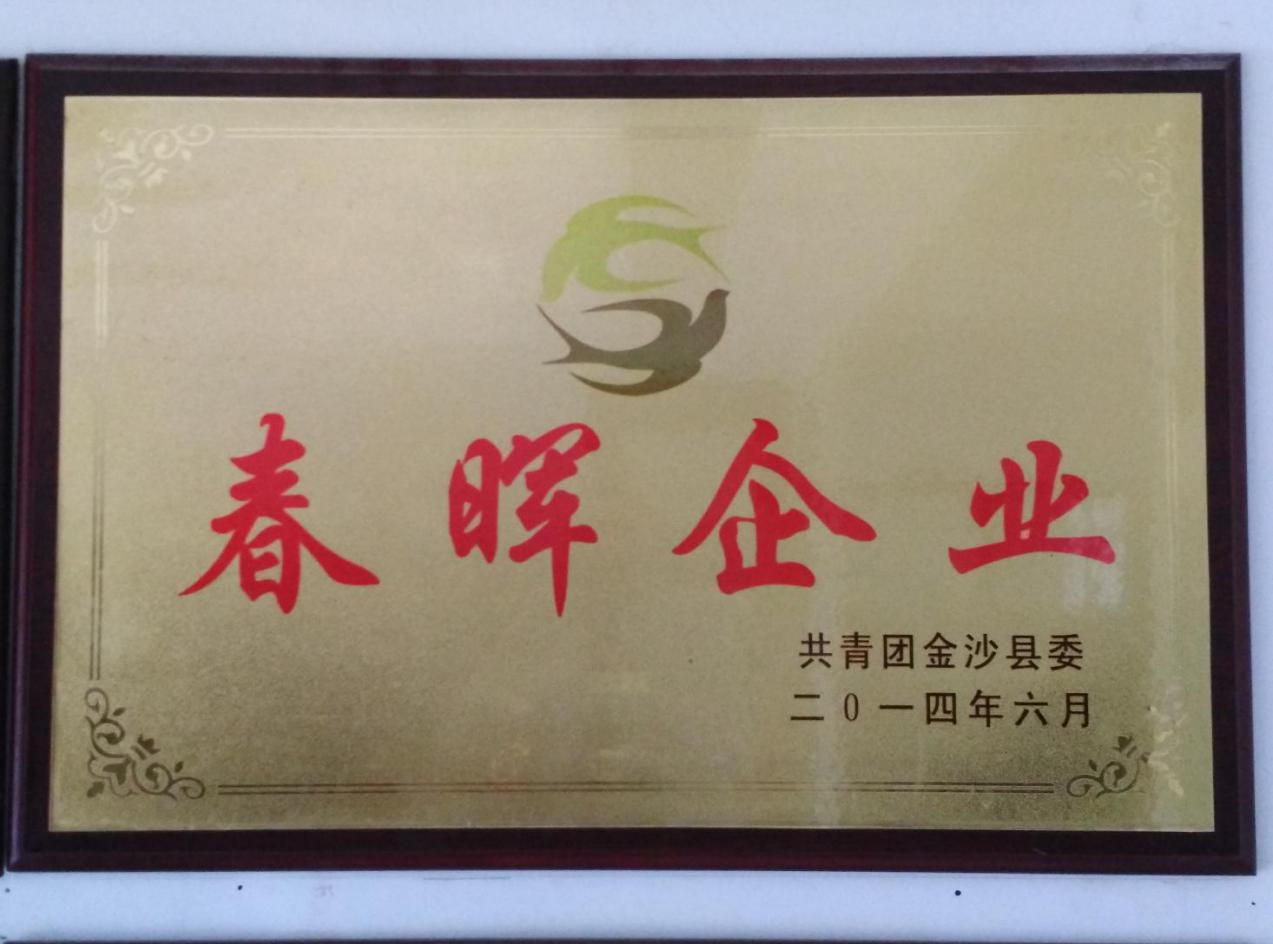 春晖企业
共青团金沙县委
二0一四年六月